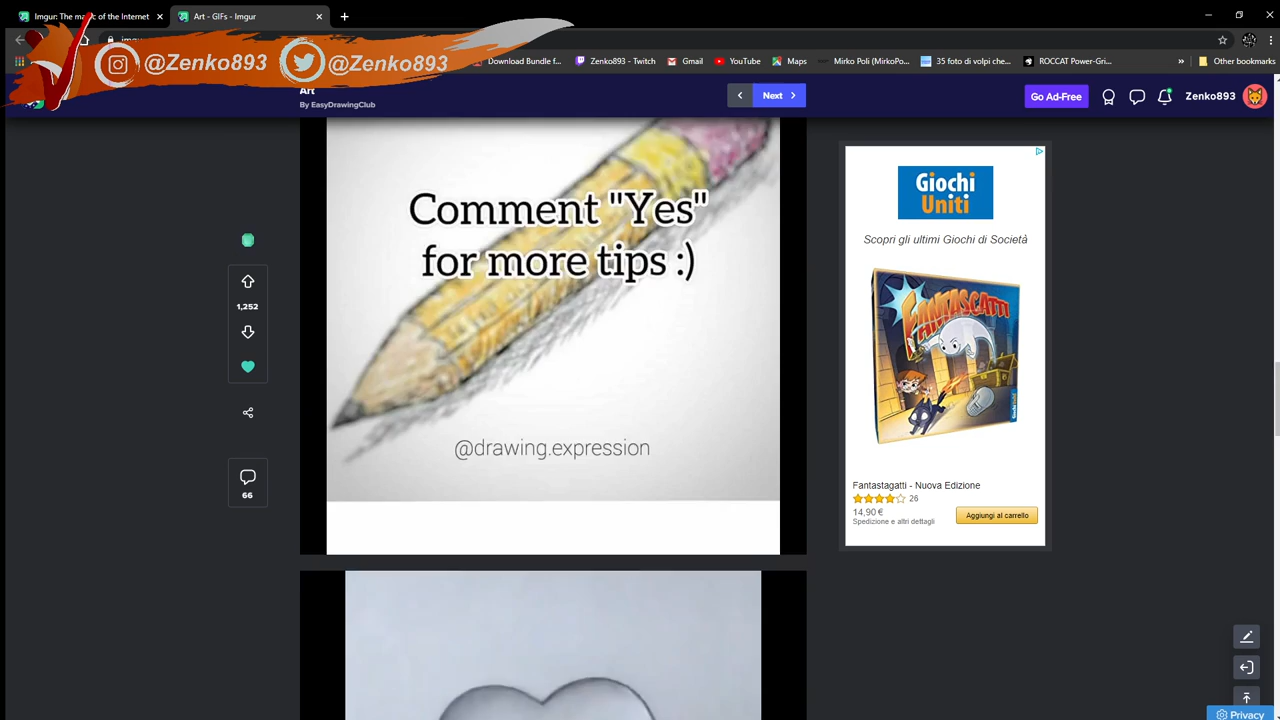 Imgur: The magic of the Internet
Art - GIFs - Imgur
@Zenko893
@Zenko893
Download Bundle f...
Zenko893 - Twitch
Gmail
YouTube
Maps
Mirko Poli (MirkoPo...
35 foto di volpi che...
ROCCAT Power-Gri...
Other bookmarks
Art
By EasyDrawingClub
Next
Go Ad-Free
Zenko893
Comment "Yes"
for more tips :)
@drawing.expression
1,252
66
Giochi
Uniti
Scopri gli ultimi Giochi di Società
FANTASCATTI
Fantasgatti - Nuova Edizione
26
14,90 €
Spedizione e altri dettagli
Aggiungi al carrello
Privacy